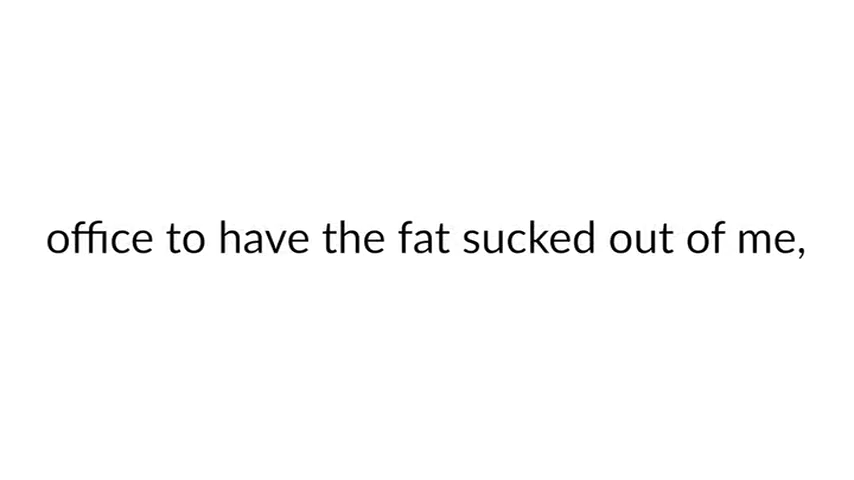 office to have the fat sucked out of me,